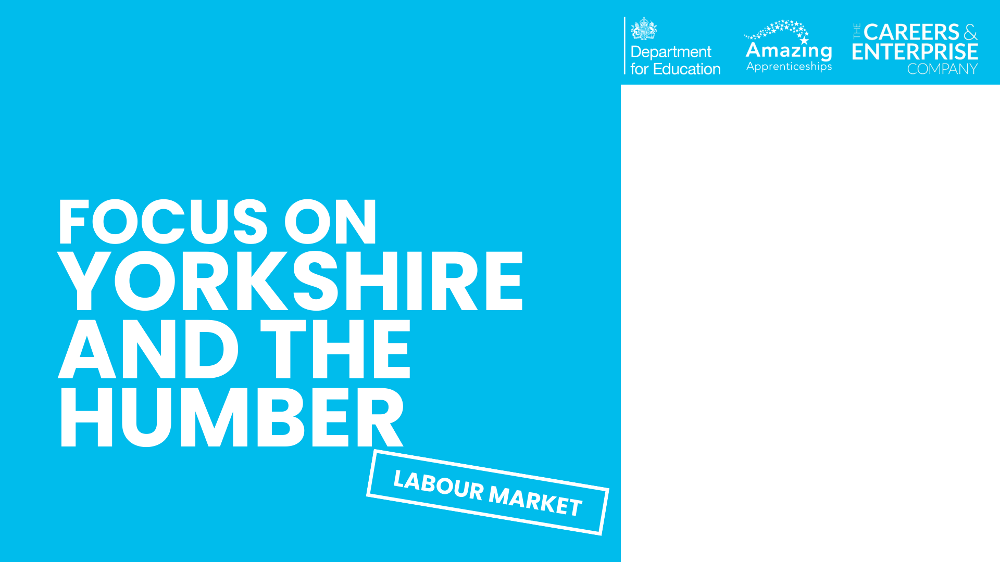 Department
for Education
Amazing
Apprenticeships
THE
CAREERS &
ENTERPRISE
COMPANY
FOCUS ON
YORKSHIRE
AND THE
HUMBER
LABOUR MARKET